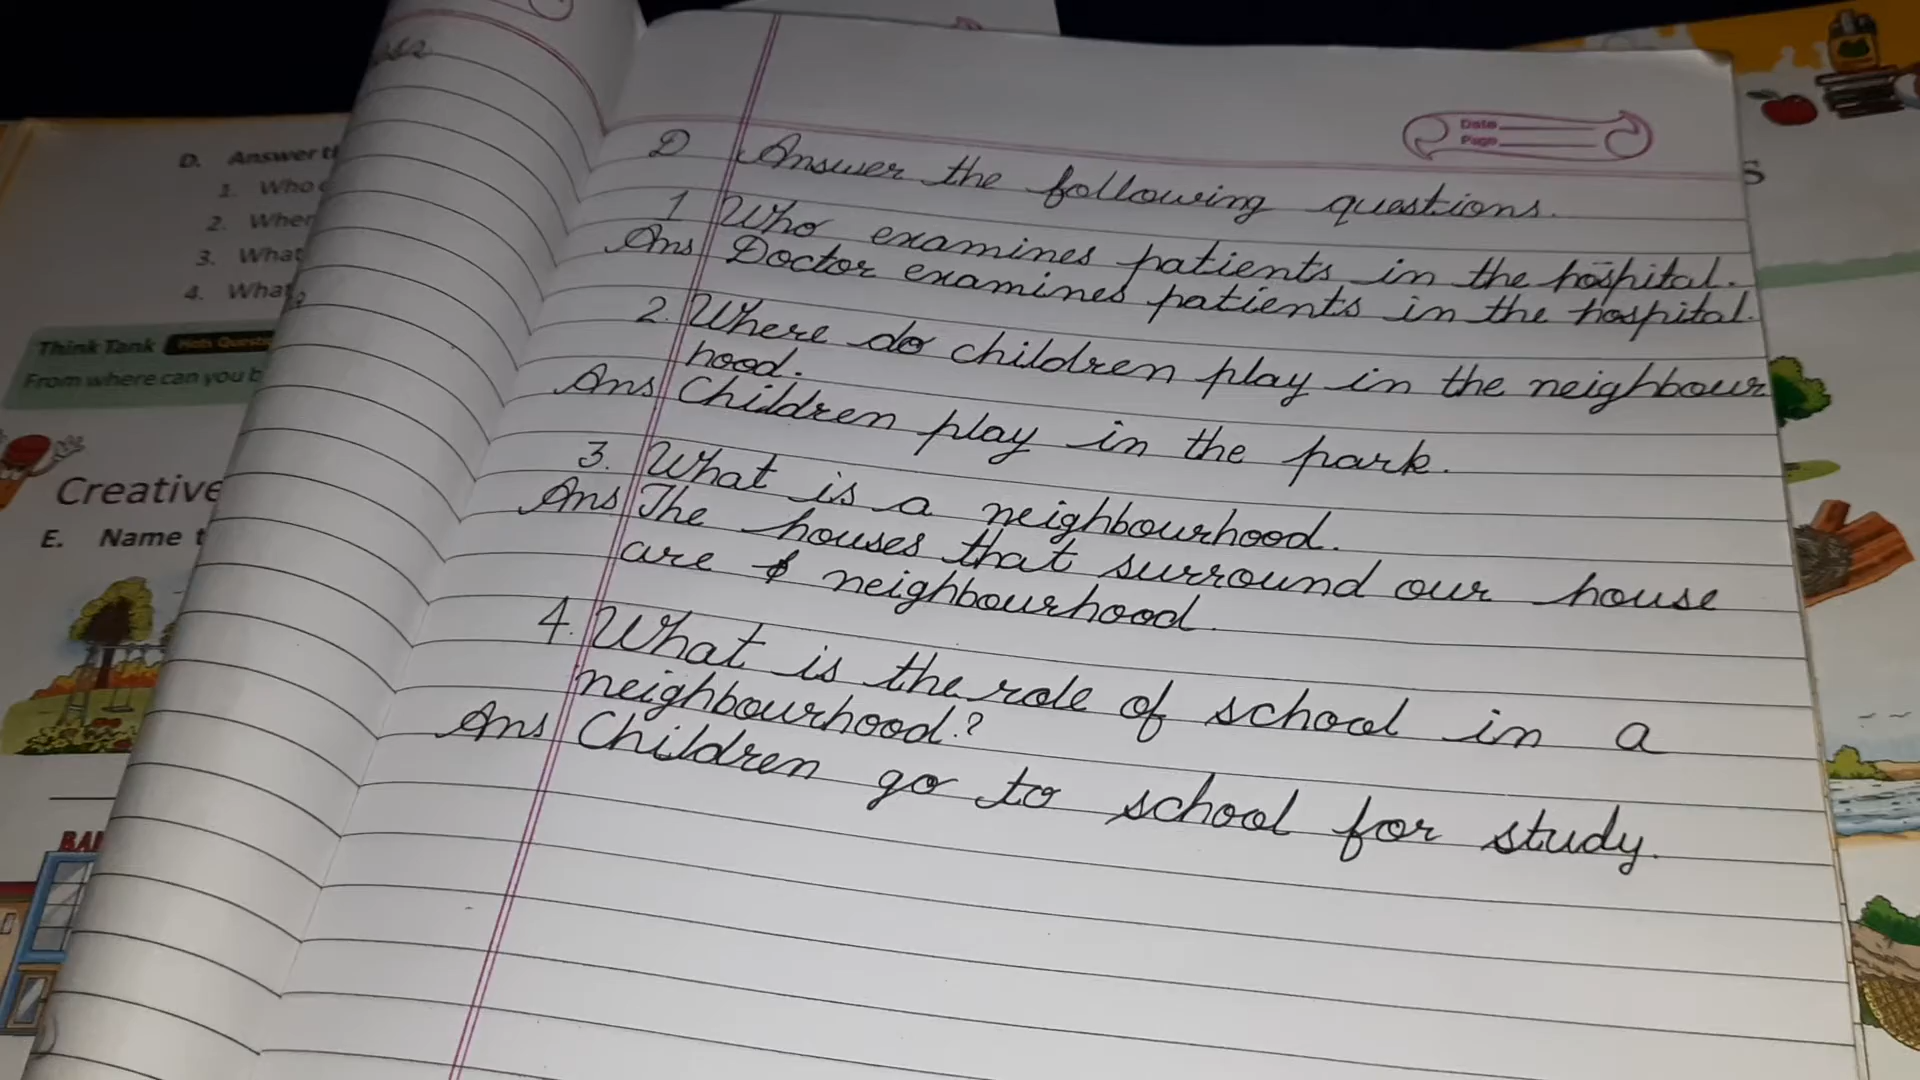 D Answer the following questions.
1 Who examines patients in the hospital.
Ans Doctor examines patients in the hospital.
2. Where do children play in the neighbour
hood.
Ans Children play in the park.
3. What is a neighbourhood.
Ans The houses that surround our house
are neighbourhood.
4. What is the role of school in a
neighbourhood?
Ans Children go to school for study.
Date
Page
D. Answer
1. Who
2. Wher
3. What
4. What
Think Tank Hots
From where can you b
Creative
E. Name t
BA
S